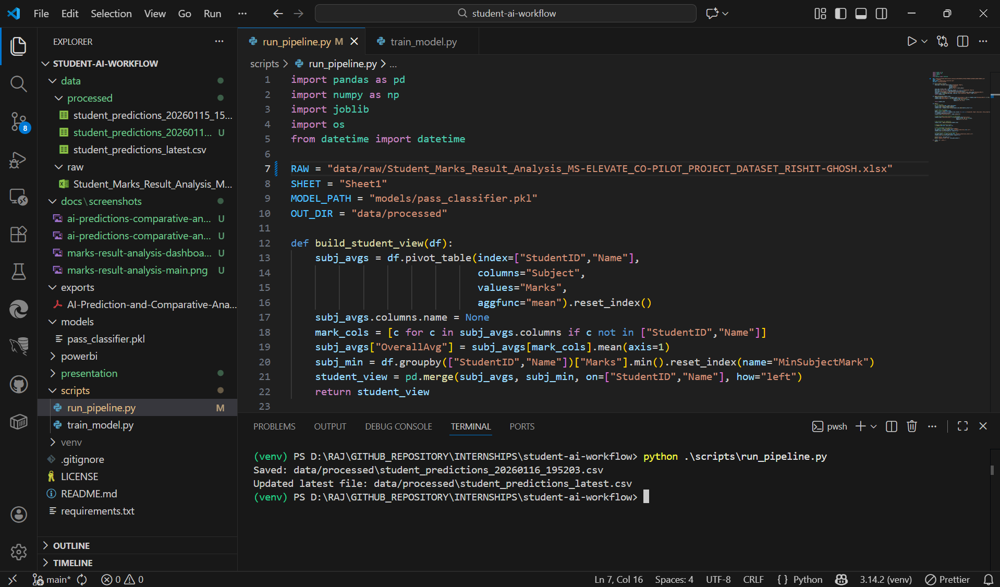 File Edit Selection View Go Run ···
student-ai-workflow
EXPLORER
STUDENT-AI-WORKFLOW
data
processed
student_predictions_20260115_15...
student_predictions_2026011... U
student_predictions_latest.csv
raw
Student_Marks_Result_Analysis_M...
docs\screenshots
ai-predictions-comparative-an... U
ai-predictions-comparative-an... U
marks-result-analysis-dashboa... U
marks-result-analysis-main.png U
exports
AI-Prediction-and-Comparative-Ana...
models
pass_classifier.pkl
powerbi
presentation
scripts
run_pipeline.py M
train_model.py
venv
.gitignore
LICENSE
README.md
requirements.txt
OUTLINE
TIMELINE
8
run_pipeline.py M
train_model.py
scripts > run_pipeline.py > ...
1 import pandas as pd
2 import numpy as np
3 import joblib
4 import os
5 from datetime import datetime
6
7 RAW = "data/raw/Student_Marks_Result_Analysis_MS-ELEVATE_CO-PILOT_PROJECT_DATASET_RISHIT-GHOSH.xlsx"
8 SHEET = "Sheet1"
9 MODEL_PATH = "models/pass_classifier.pkl"
10 OUT_DIR = "data/processed"
11
12 def build_student_view(df):
13 subj_avgs = df.pivot_table(index=["StudentID","Name"],
14 columns="Subject",
15 values="Marks",
16 aggfunc="mean").reset_index()
17 subj_avgs.columns.name = None
18 mark_cols = [c for c in subj_avgs.columns if c not in ["StudentID","Name"]]
19 subj_avgs["OverallAvg"] = subj_avgs[mark_cols].mean(axis=1)
20 subj_min = df.groupby(["StudentID","Name"])["Marks"].min().reset_index(name="MinSubjectMark")
21 student_view = pd.merge(subj_avgs, subj_min, on=["StudentID","Name"], how="left")
22 return student_view
23
PROBLEMS OUTPUT DEBUG CONSOLE TERMINAL PORTS
pwsh
(venv) PS D:\RAJ\GITHUB_REPOSITORY\INTERNSHIPS\student-ai-workflow> python .\scripts\run_pipeline.py
Saved: data/processed\student_predictions_20260116_195203.csv
Updated latest file: data/processed\student_predictions_latest.csv
(venv) PS D:\RAJ\GITHUB_REPOSITORY\INTERNSHIPS\student-ai-workflow>
main* 0 0
Ln 7, Col 16 Spaces: 4 UTF-8 CRLF {} Python 3.14.2 (venv) Prettier